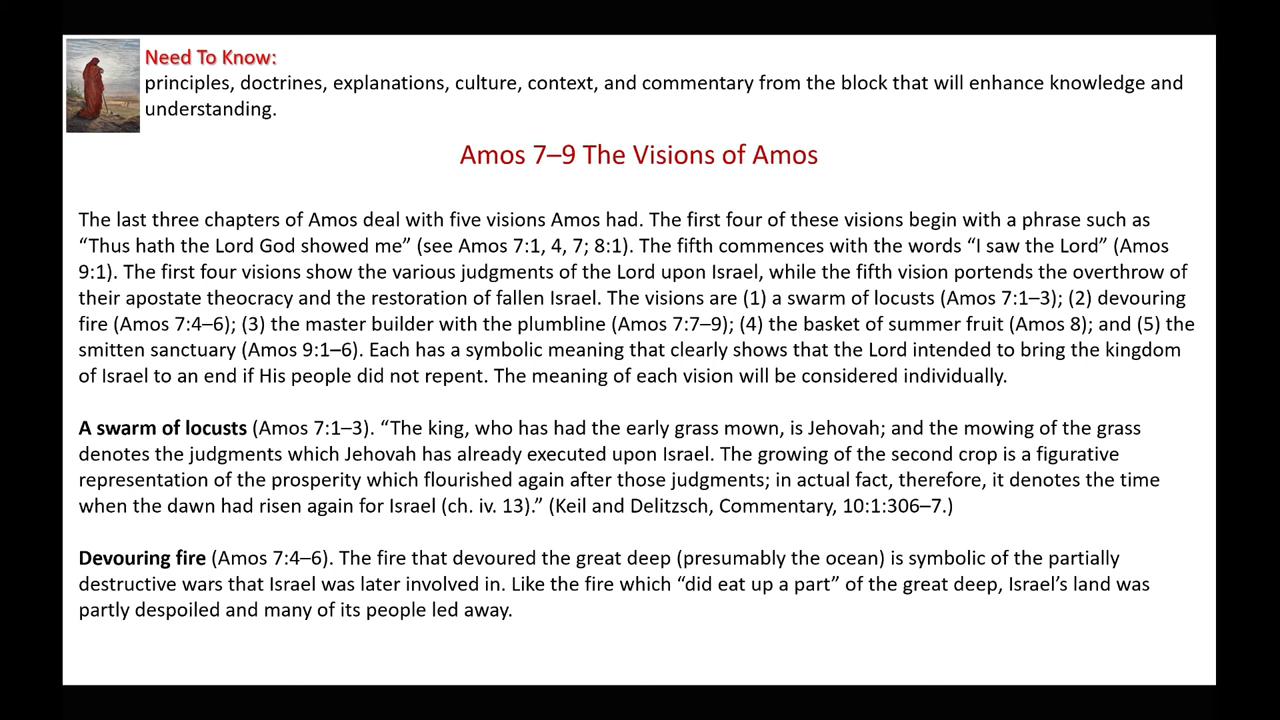 Need To Know:
principles, doctrines, explanations, culture, context, and commentary from the block that will enhance knowledge and
understanding.
Amos 7–9 The Visions of Amos
The last three chapters of Amos deal with five visions Amos had. The first four of these visions begin with a phrase such as
“Thus hath the Lord God showed me” (see Amos 7:1, 4, 7; 8:1). The fifth commences with the words “I saw the Lord” (Amos
9:1). The first four visions show the various judgments of the Lord upon Israel, while the fifth vision portends the overthrow of
their apostate theocracy and the restoration of fallen Israel. The visions are (1) a swarm of locusts (Amos 7:1–3); (2) devouring
fire (Amos 7:4–6); (3) the master builder with the plumbline (Amos 7:7–9); (4) the basket of summer fruit (Amos 8); and (5) the
smitten sanctuary (Amos 9:1–6). Each has a symbolic meaning that clearly shows that the Lord intended to bring the kingdom
of Israel to an end if His people did not repent. The meaning of each vision will be considered individually.
A swarm of locusts (Amos 7:1–3). “The king, who has had the early grass mown, is Jehovah; and the mowing of the grass
denotes the judgments which Jehovah has already executed upon Israel. The growing of the second crop is a figurative
representation of the prosperity which flourished again after those judgments; in actual fact, therefore, it denotes the time
when the dawn had risen again for Israel (ch. iv. 13).” (Keil and Delitzsch, Commentary, 10:1:306–7.)
Devouring fire (Amos 7:4–6). The fire that devoured the great deep (presumably the ocean) is symbolic of the partially
destructive wars that Israel was later involved in. Like the fire which “did eat up a part” of the great deep, Israel’s land was
partly despoiled and many of its people led away.